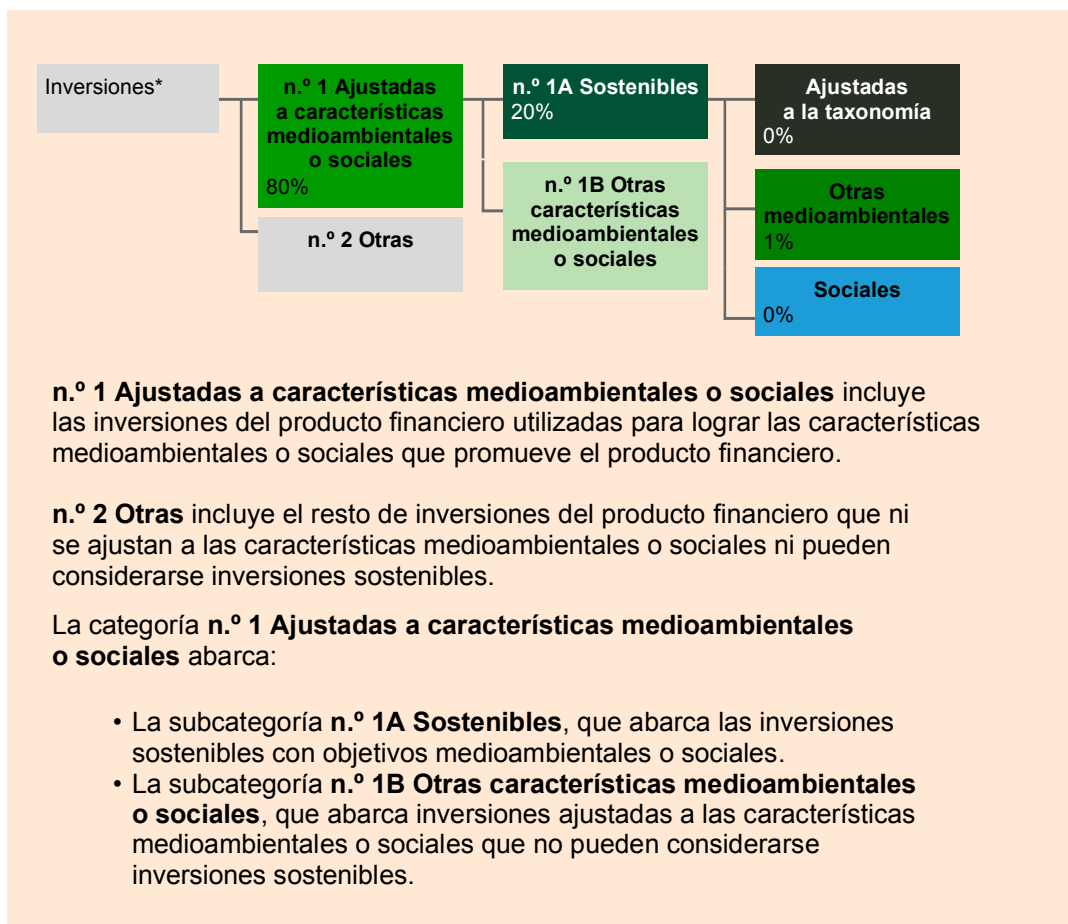 Inversiones*
n.º 1 Ajustadas
a características
medioambientales
o sociales
80%
n.º 2 Otras
n.º 1A Sostenibles
20%
n.º 1B Otras
características
medioambientales
o sociales
Ajustadas
a la taxonomía
0%
Otras
medioambientales
1%
Sociales
0%
n.º 1 Ajustadas a características medioambientales o sociales incluye
las inversiones del producto financiero utilizadas para lograr las características
medioambientales o sociales que promueve el producto financiero.
n.º 2 Otras incluye el resto de inversiones del producto financiero que ni
se ajustan a las características medioambientales o sociales ni pueden
considerarse inversiones sostenibles.
La categoría n.º 1 Ajustadas a características medioambientales
o sociales abarca:
• La subcategoría n.º 1A Sostenibles, que abarca las inversiones
sostenibles con objetivos medioambientales o sociales.
• La subcategoría n.º 1B Otras características medioambientales
o sociales, que abarca inversiones ajustadas a las características
medioambientales o sociales que no pueden considerarse
inversiones sostenibles.